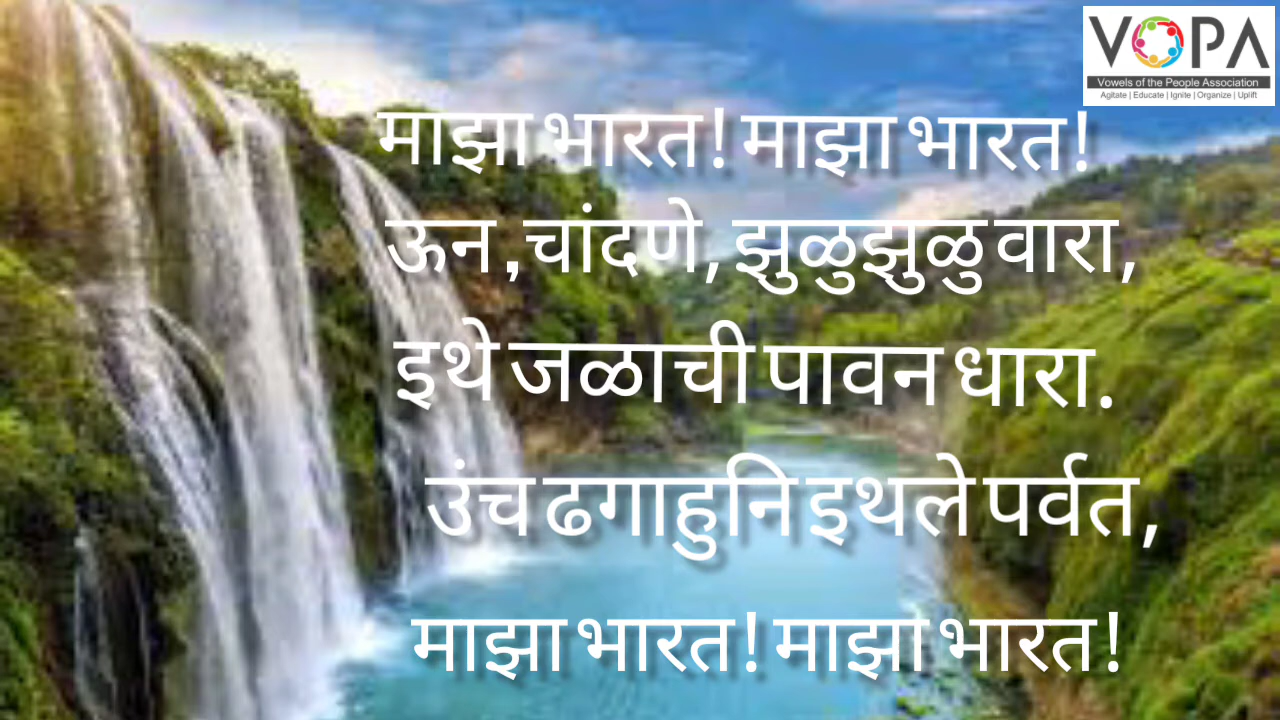 VOPA
Vowels of the People Association
Agitate | Educate | Ignite | Organize | Uplift
माझा भारत! माझा भारत!
ऊन ,चांदणे, झुळुझुळु वारा,
इथे जळाची पावन धारा.
उंच ढगाहुनि इथले पर्वत,
माझा भारत! माझा भारत!